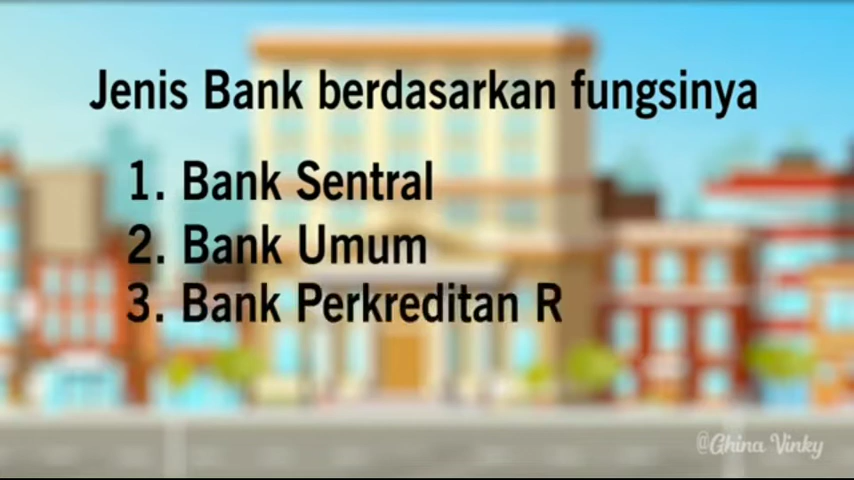 Jenis Bank berdasarkan fungsinya
1. Bank Sentral
2. Bank Umum
3. Bank Perkreditan R
@Ghina Vinky